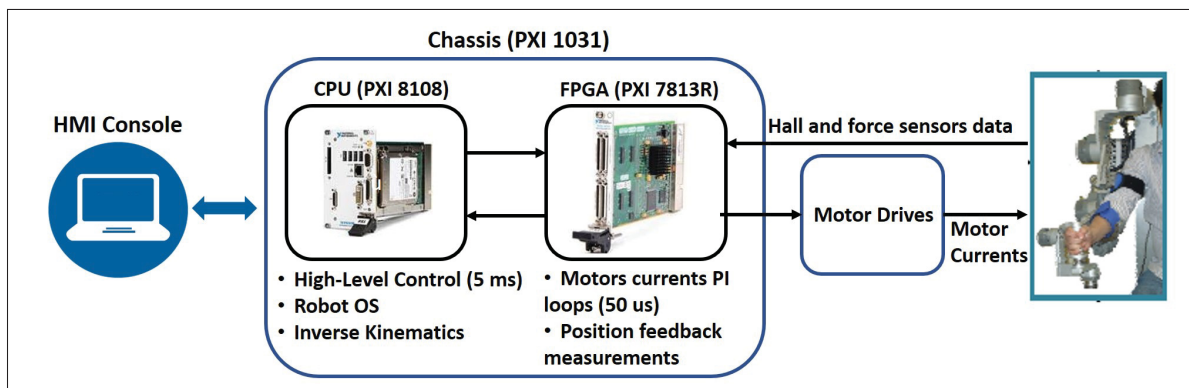 Chassis (PXI 1031)
CPU (PXI 8108)
FPGA (PXI 7813R)
HMI Console
Hall and force sensors data
Motor Drives
Motor
Currents
• High-Level Control (5 ms)
• Robot OS
• Inverse Kinematics
• Motors currents PI
loops (50 us)
• Position feedback
measurements